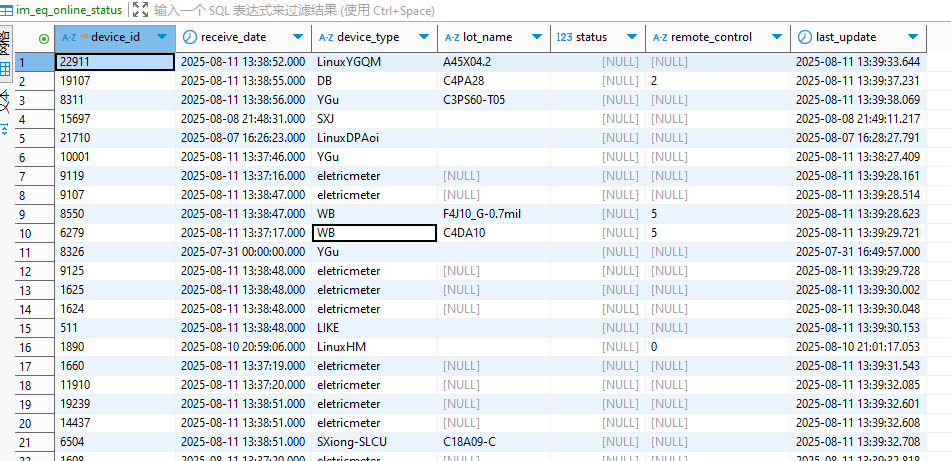 im_eq_online_status 输入一个 SQL 表达式来过滤结果 (使用 Ctrl+Space)
A-Z device_id receive_date A-Z device_type A-Z lot_name 123 status A-Z remote_control last_update
1 22911 2025-08-11 13:38:52.000 LinuxYGQM A45X04.2 [NULL] [NULL] 2025-08-11 13:39:33.644
2 19107 2025-08-11 13:38:55.000 DB C4PA28 [NULL] 2 2025-08-11 13:39:37.231
3 8311 2025-08-11 13:38:56.000 YGu C3PS60-T05 [NULL] [NULL] 2025-08-11 13:39:38.069
4 15697 2025-08-08 21:48:31.000 SXJ [NULL] [NULL] 2025-08-08 21:49:11.217
5 21710 2025-08-07 16:26:23.000 LinuxDPAoi [NULL] [NULL] 2025-08-07 16:28:27.791
6 10001 2025-08-11 13:37:46.000 YGu [NULL] [NULL] 2025-08-11 13:38:27.409
7 9119 2025-08-11 13:37:16.000 eletricmeter [NULL] [NULL] [NULL] 2025-08-11 13:39:28.161
8 9107 2025-08-11 13:38:47.000 eletricmeter [NULL] [NULL] [NULL] 2025-08-11 13:39:28.514
9 8550 2025-08-11 13:38:47.000 WB F4J10_G-0.7mil [NULL] 5 2025-08-11 13:39:28.623
10 6279 2025-08-11 13:37:17.000 WB C4DA10 [NULL] 5 2025-08-11 13:39:29.721
11 8326 2025-07-31 00:00:00.000 YGu [NULL] [NULL] 2025-07-31 16:49:57.000
12 9125 2025-08-11 13:38:48.000 eletricmeter [NULL] [NULL] [NULL] 2025-08-11 13:39:29.728
13 1625 2025-08-11 13:38:48.000 eletricmeter [NULL] [NULL] [NULL] 2025-08-11 13:39:30.002
14 1624 2025-08-11 13:38:48.000 eletricmeter [NULL] [NULL] [NULL] 2025-08-11 13:39:30.048
15 511 2025-08-11 13:38:48.000 LIKE [NULL] [NULL] 2025-08-11 13:39:30.153
16 1890 2025-08-10 20:59:06.000 LinuxHM [NULL] 0 2025-08-10 21:01:17.053
17 1660 2025-08-11 13:37:19.000 eletricmeter [NULL] [NULL] [NULL] 2025-08-11 13:39:31.543
18 11910 2025-08-11 13:37:20.000 eletricmeter [NULL] [NULL] [NULL] 2025-08-11 13:39:32.085
19 19239 2025-08-11 13:38:51.000 eletricmeter [NULL] [NULL] [NULL] 2025-08-11 13:39:32.601
20 14437 2025-08-11 13:38:51.000 eletricmeter [NULL] [NULL] [NULL] 2025-08-11 13:39:32.608
21 6504 2025-08-11 13:38:51.000 SXiong-SLCU C18A09-C [NULL] [NULL] 2025-08-11 13:39:32.708